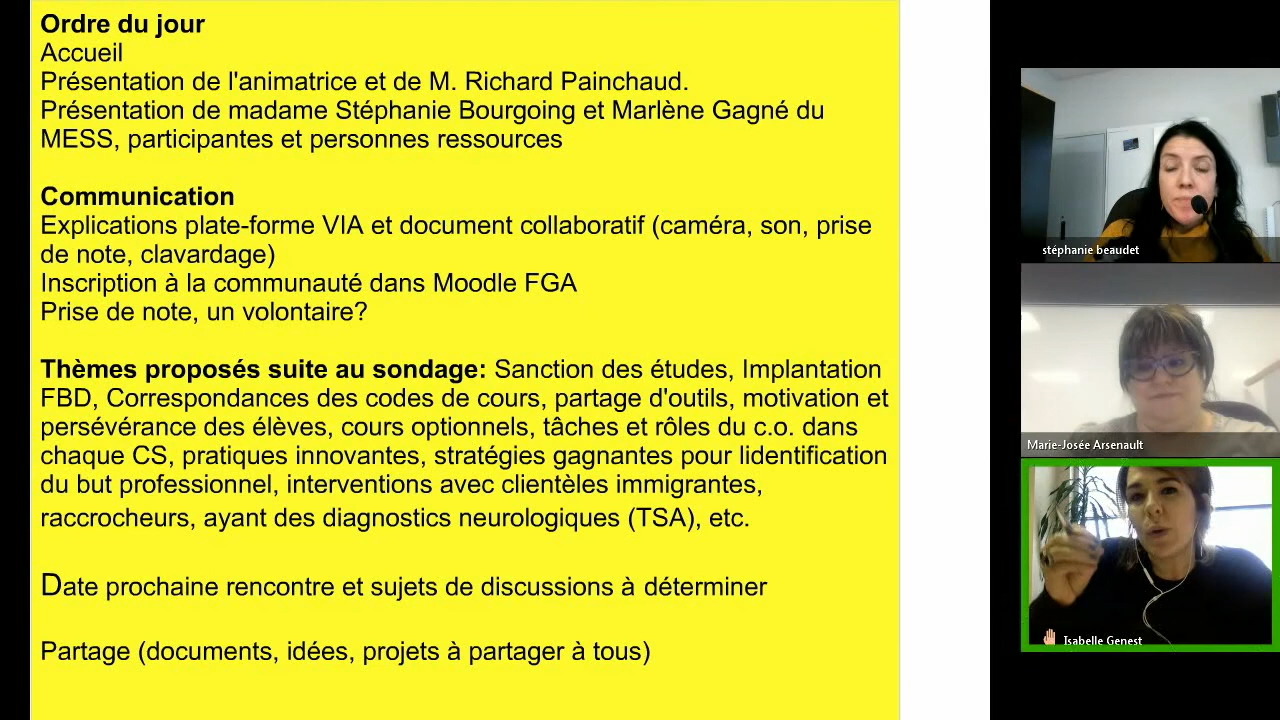 Ordre du jour
Accueil
Présentation de l'animatrice et de M. Richard Painchaud.
Présentation de madame Stéphanie Bourgoing et Marlène Gagné du
MESS, participantes et personnes ressources
Communication
Explications plate-forme VIA et document collaboratif (caméra, son, prise
de note, clavardage)
Inscription à la communauté dans Moodle FGA
Prise de note, un volontaire?
Thèmes proposés suite au sondage: Sanction des études, Implantation
FBD, Correspondances des codes de cours, partage d'outils, motivation et
persévérance des élèves, cours optionnels, tâches et rôles du c.o. dans
chaque CS, pratiques innovantes, stratégies gagnantes pour lidentification
du but professionnel, interventions avec clientèles immigrantes,
raccrocheurs, ayant des diagnostics neurologiques (TSA), etc.
Date prochaine rencontre et sujets de discussions à déterminer
Partage (documents, idées, projets à partager à tous)
stéphanie beaudet
Marie-Josée Arsenault
Isabelle Genest